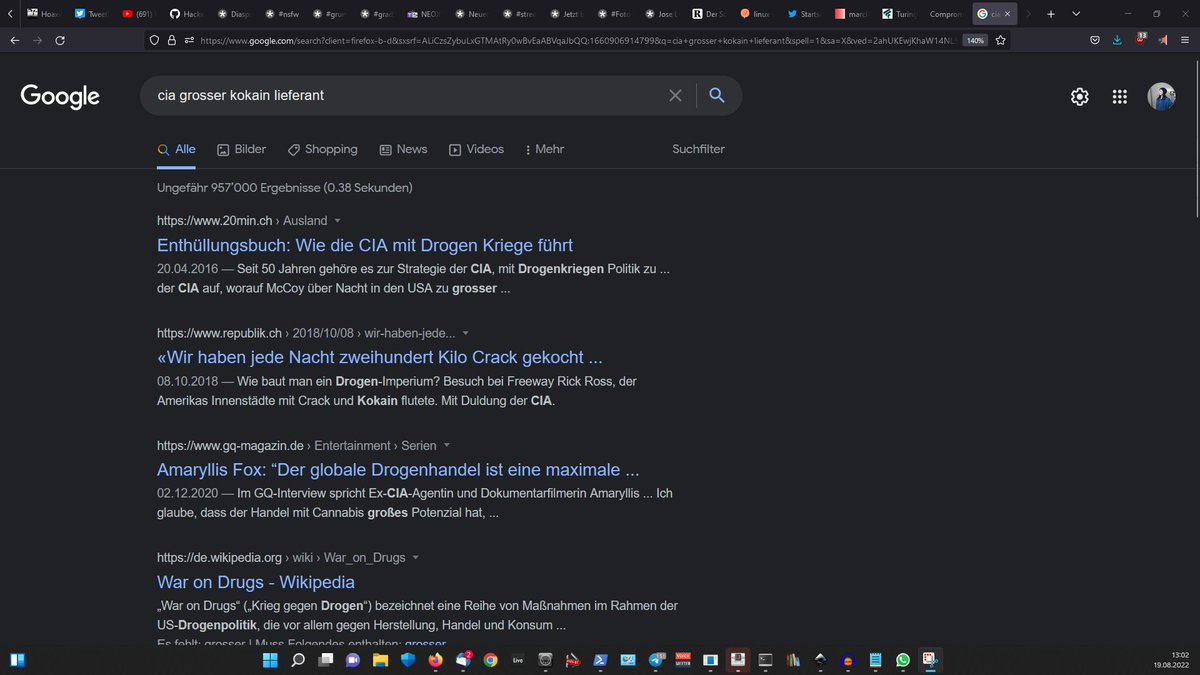 Hoax
Tweet
(691)
Hacke
Diasp
#nsfw
#grun
#grad
NEOX
Neue
#stree
Jetzt l
#Foto
Jose L
Der Sc
linux
Starts
marci
Turing
Comprom
cia
https://www.google.com/search?client=firefox-b-d&sxsrf=ALiCzsZybuLxGTMAtRy0wBvEaABVqaJbQQ:1660906914799&q=cia+grosser+kokain+lieferant&spell=1&sa=X&ved=2ahUKEwjKhaW14NL
140%
13
Google
cia grosser kokain lieferant
Alle
Bilder
Shopping
News
Videos
Mehr
Suchfilter
Ungefähr 957’000 Ergebnisse (0.38 Sekunden)
https://www.20min.ch › Ausland
Enthüllungsbuch: Wie die CIA mit Drogen Kriege führt
20.04.2016 — Seit 50 Jahren gehöre es zur Strategie der CIA, mit Drogenkriegen Politik zu ...
der CIA auf, worauf McCoy über Nacht in den USA zu grosser ...
https://www.republik.ch › 2018/10/08 › wir-haben-jede...
«Wir haben jede Nacht zweihundert Kilo Crack gekocht ...
08.10.2018 — Wie baut man ein Drogen-Imperium? Besuch bei Freeway Rick Ross, der
Amerikas Innenstädte mit Crack und Kokain flutete. Mit Duldung der CIA.
https://www.gq-magazin.de › Entertainment › Serien
Amaryllis Fox: “Der globale Drogenhandel ist eine maximale ...
02.12.2020 — Im GQ-Interview spricht Ex-CIA-Agentin und Dokumentarfilmerin Amaryllis ... Ich
glaube, dass der Handel mit Cannabis großes Potenzial hat, ...
https://de.wikipedia.org › wiki › War_on_Drugs
War on Drugs - Wikipedia
„War on Drugs“ („Krieg gegen Drogen“) bezeichnet eine Reihe von Maßnahmen im Rahmen der
US-Drogenpolitik, die vor allem gegen Herstellung, Handel und Konsum ...
Es fehlt: grosser | Muss Folgendes enthalten: grosser
2
Live
13:02
19.08.2022